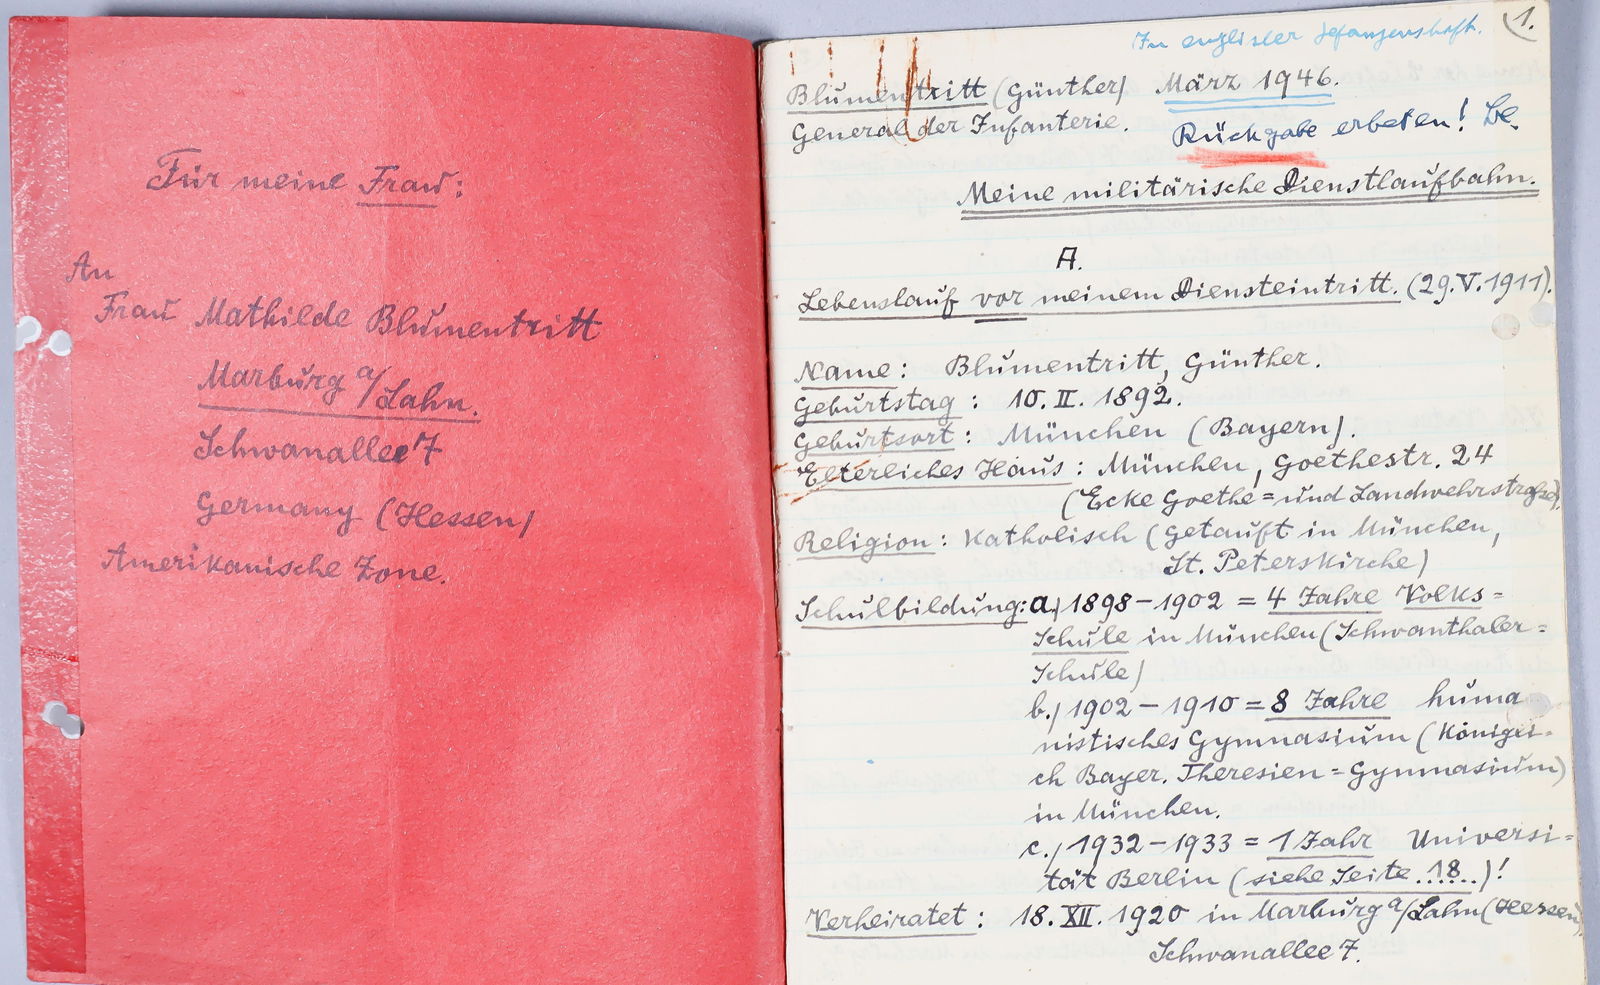 Für meine Frau:
An
Frau Mathilde Blumentritt
Marburg a/Lahn.
Schwanallee 7
Germany (Hessen)
Amerikanische Zone.
In englischer Gefangenschaft.
1.
Blumentritt (Günther) März 1946.
General der Infanterie.
Rückgabe erbeten! Be.
Meine militärische Dienstlaufbahn.
A.
Lebenslauf vor meinem Diensteintritt. (29.V.1911).
Name: Blumentritt, Günther.
Geburtstag: 10. II. 1892.
Geburtsort: München (Bayern).
Elterliches Haus: München, Goethestr. 24
(Ecke Goethe= und Landwehrstraße).
Religion: Katholisch (getauft in München,
St. Peterskirche)
Schulbildung: a.) 1898 - 1902 = 4 Jahre Volks=
schule in München (Schwanthaler=
schule)
b.) 1902 - 1910 = 8 Jahre huma
nistisches Gymnasium (Königli=
ch Bayer. Theresien=Gymnasium)
in München.
c.) 1932 - 1933 = 1 Jahr Universi=
tät Berlin (siehe Seite 18)!
Verheiratet: 18. XII. 1920 in Marburg a/Lahn (Hessen),
Schwanallee 7.